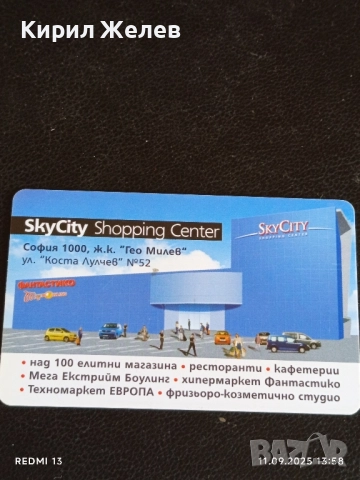 Кирил Желев
SkyCity Shopping Center
София 1000, ж.к. "Гео Милев"
ул. "Коста Лулчев" №52
SKYCITY
SHOPPING CENTER
ФАНТАСТИКО
• над 100 елитни магазина • ресторанти • кафетерии
• Мега Екстрийм Боулинг • хипермаркет Фантастико
• Техномаркет ЕВРОПА • фризьоро-козметично студио
REDMI 13
11.09.2025 13:58